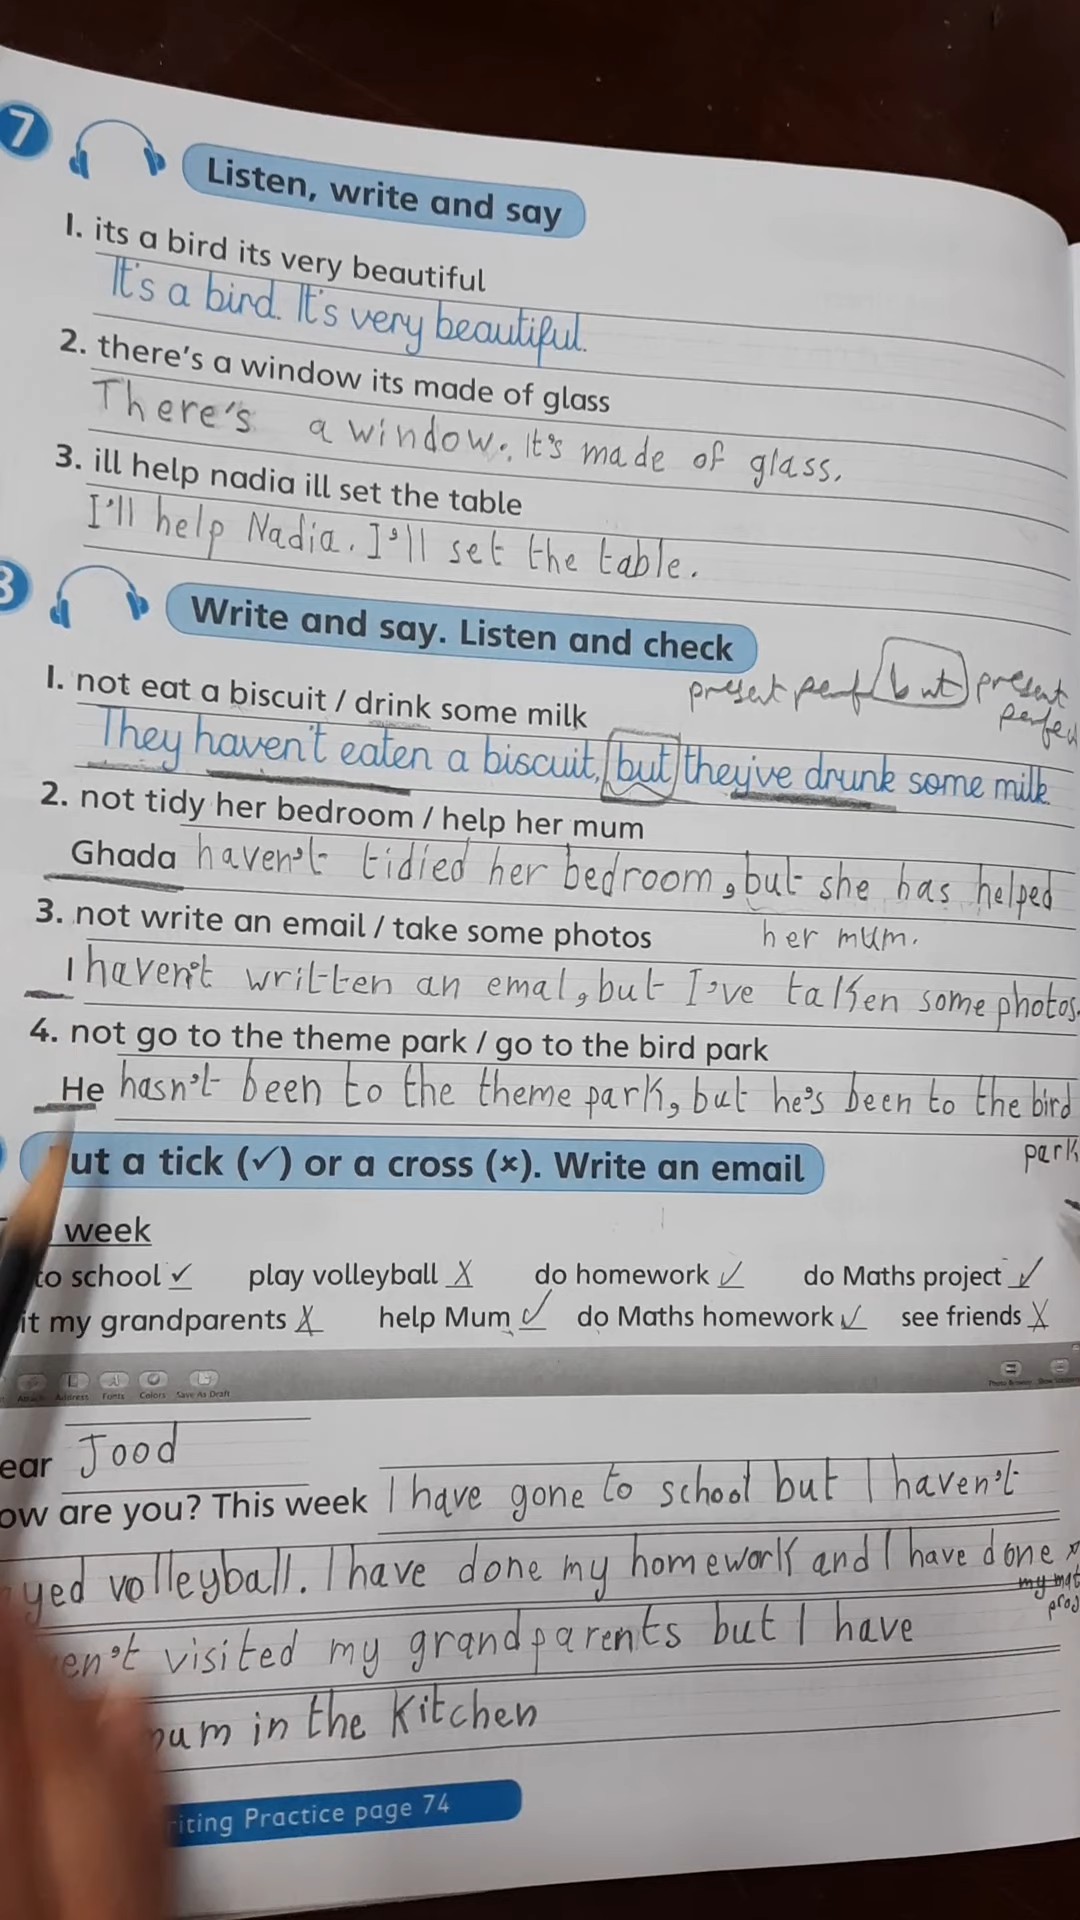 7 Listen, write and say
1. its a bird its very beautiful
It's a bird. It's very beautiful.
2. there's a window its made of glass
There's a window. It's made of glass.
3. ill help nadia ill set the table
I'll help Nadia. I'll set the table.
Write and say. Listen and check
present perf but present
perfect
1. not eat a biscuit / drink some milk
They haven't eaten a biscuit, but they've drunk some milk.
2. not tidy her bedroom / help her mum
Ghada haven't tidied her bedroom, but she has helped
her mum.
3. not write an email / take some photos
I haven't written an emal, but I've taken some photos.
4. not go to the theme park / go to the bird park
He hasn't been to the theme park, but he's been to the bird
park
ut a tick (✓) or a cross (×). Write an email
week
to school ✓ play volleyball X do homework ✓ do Maths project ✓
it my grandparents X help Mum ✓ do Maths homework ✓ see friends X
Attach Address Fonts Colors Save As Draft
ear Jood
ow are you? This week I have gone to school but I haven't
yed volleyball. I have done my homework and I have done
my mat
proj
en't visited my grandparents but I have
mum in the Kitchen
riting Practice page 74